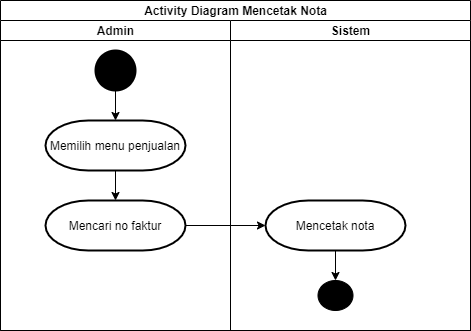 Activity Diagram Mencetak Nota
Admin
Sistem
Memilih menu penjualan
Mencari no faktur
Mencetak nota